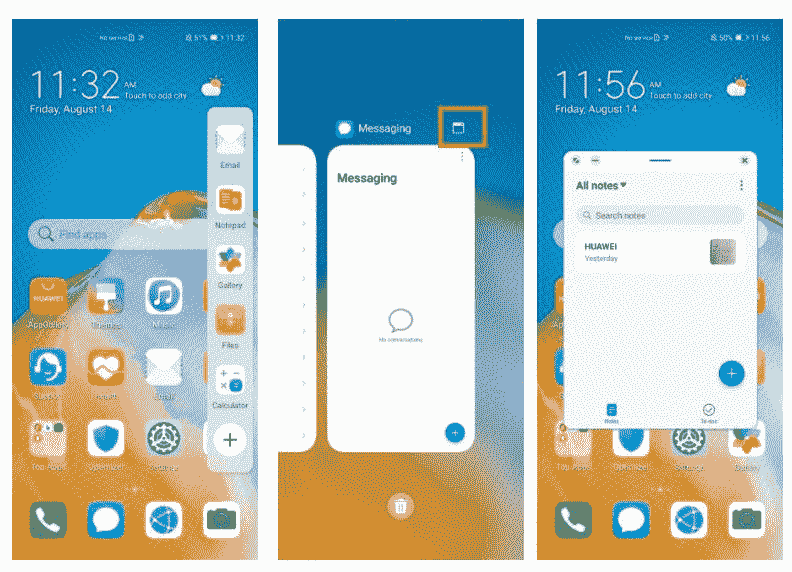 No service 51% 11:32
11:32 AM
Touch to add city
Friday, August 14
Email
Notepad
Find apps
Gallery
HUAWEI
AppGallery Themes Music
Files
Support Health Email
Calculator
Top Apps Optimizer Settings
Messaging
Messaging
No conversations
No service 50% 11:56
11:56 AM
Touch to add city
Friday, August 14
All notes
Search notes
HUAWEI
Yesterday
Notes To-dos
Top Apps Optimizer Settings Gallery